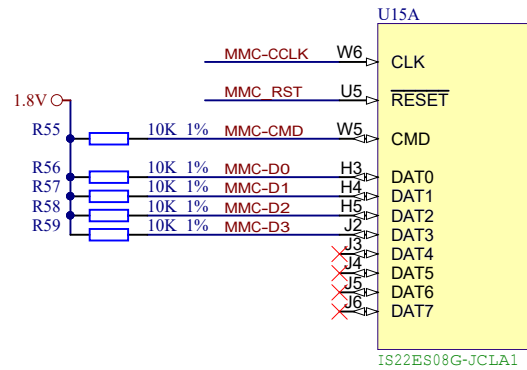 U15A
MMC-CCLK W6 CLK
MMC_RST U5 RESET
1.8V
R55 10K 1% MMC-CMD W5 CMD
R56 10K 1% MMC-D0 H3 DAT0
R57 10K 1% MMC-D1 H4 DAT1
R58 10K 1% MMC-D2 H5 DAT2
R59 10K 1% MMC-D3 J2 DAT3
J3 DAT4
J4 DAT5
J5 DAT6
J6 DAT7
IS22ES08G-JCLA1